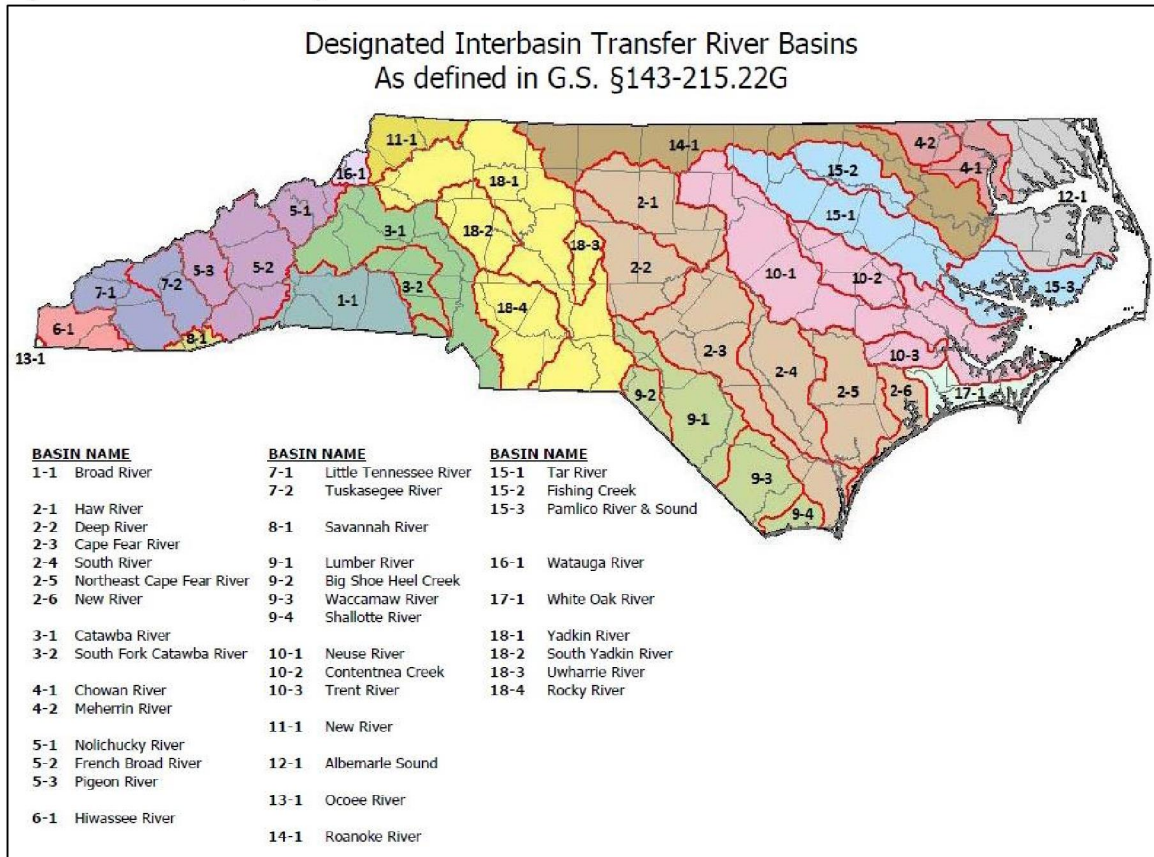 Designated Interbasin Transfer River Basins
As defined in G.S. §143-215.22G
11-1
14-1
4-2
4-1
16-1
18-1
15-2
12-1
5-1
2-1
15-1
3-1
18-2
18-3
5-3
5-2
2-2
10-1
10-2
7-1
7-2
3-2
15-3
1-1
18-4
6-1
8-1
2-3
10-3
13-1
2-4
2-5
2-6
17-1
9-2
9-1
9-3
9-4
BASIN NAME
1-1 Broad River
2-1 Haw River
2-2 Deep River
2-3 Cape Fear River
2-4 South River
2-5 Northeast Cape Fear River
2-6 New River
3-1 Catawba River
3-2 South Fork Catawba River
4-1 Chowan River
4-2 Meherrin River
5-1 Nolichucky River
5-2 French Broad River
5-3 Pigeon River
6-1 Hiwassee River
BASIN NAME
7-1 Little Tennessee River
7-2 Tuskasegee River
8-1 Savannah River
9-1 Lumber River
9-2 Big Shoe Heel Creek
9-3 Waccamaw River
9-4 Shallotte River
10-1 Neuse River
10-2 Contentnea Creek
10-3 Trent River
11-1 New River
12-1 Albemarle Sound
13-1 Ocoee River
14-1 Roanoke River
BASIN NAME
15-1 Tar River
15-2 Fishing Creek
15-3 Pamlico River & Sound
16-1 Watauga River
17-1 White Oak River
18-1 Yadkin River
18-2 South Yadkin River
18-3 Uwharrie River
18-4 Rocky River